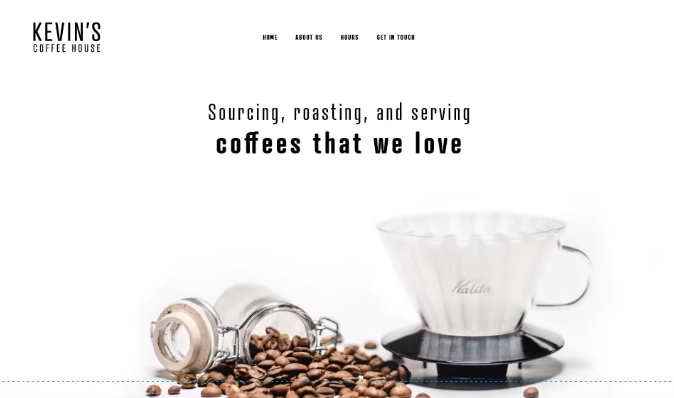 KEVIN'S
COFFEE HOUSE
HOME ABOUT US HOURS GET IN TOUCH
Sourcing, roasting, and serving
coffees that we love
Kalita